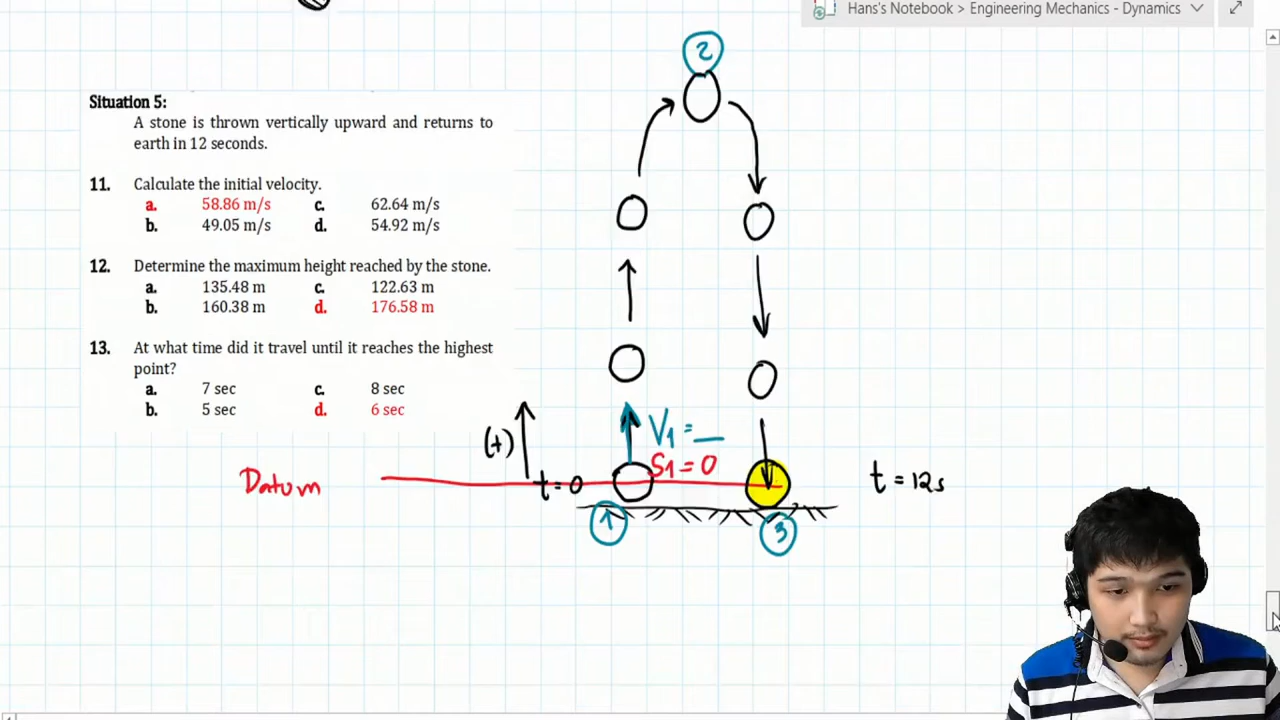 Hans's Notebook > Engineering Mechanics - Dynamics
Situation 5:
A stone is thrown vertically upward and returns to
earth in 12 seconds.
11. Calculate the initial velocity.
a. 58.86 m/s c. 62.64 m/s
b. 49.05 m/s d. 54.92 m/s
12. Determine the maximum height reached by the stone.
a. 135.48 m c. 122.63 m
b. 160.38 m d. 176.58 m
13. At what time did it travel until it reaches the highest
point?
a. 7 sec c. 8 sec
b. 5 sec d. 6 sec
2
(+)
V1 = __
S1 = 0
Datum
t = 0
t = 12s
1
3